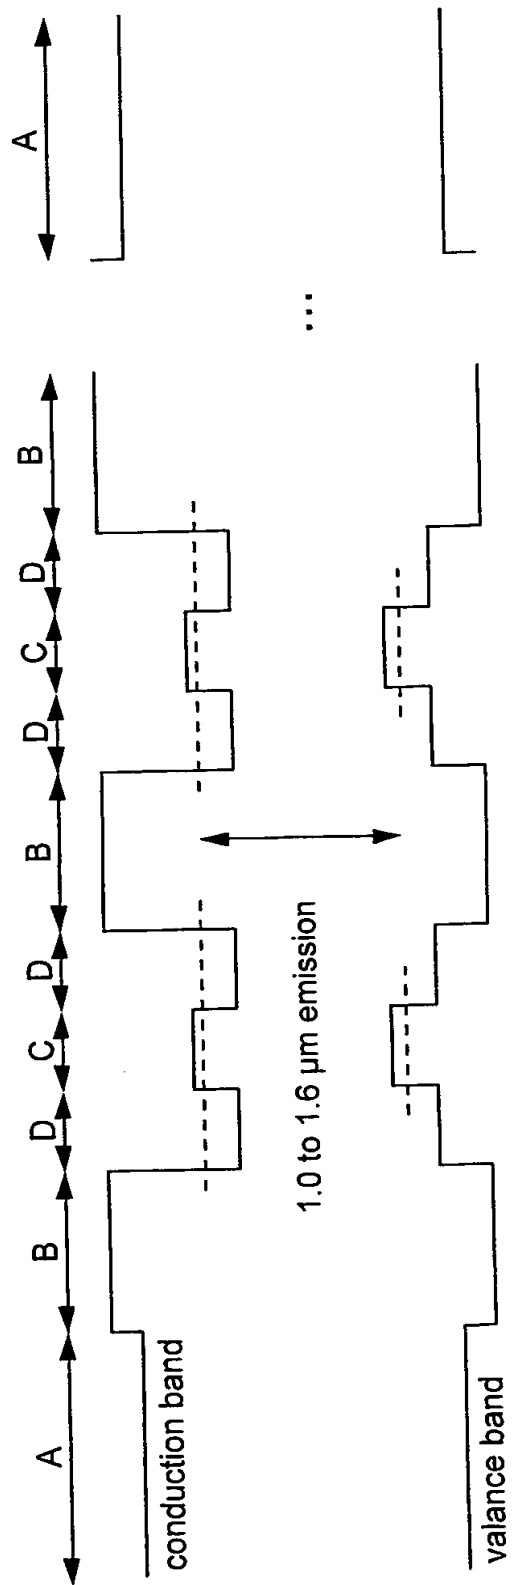 A
B
D
C
D
B
D
C
D
B
A
conduction band
1.0 to 1.6 μm emission
...
valance band